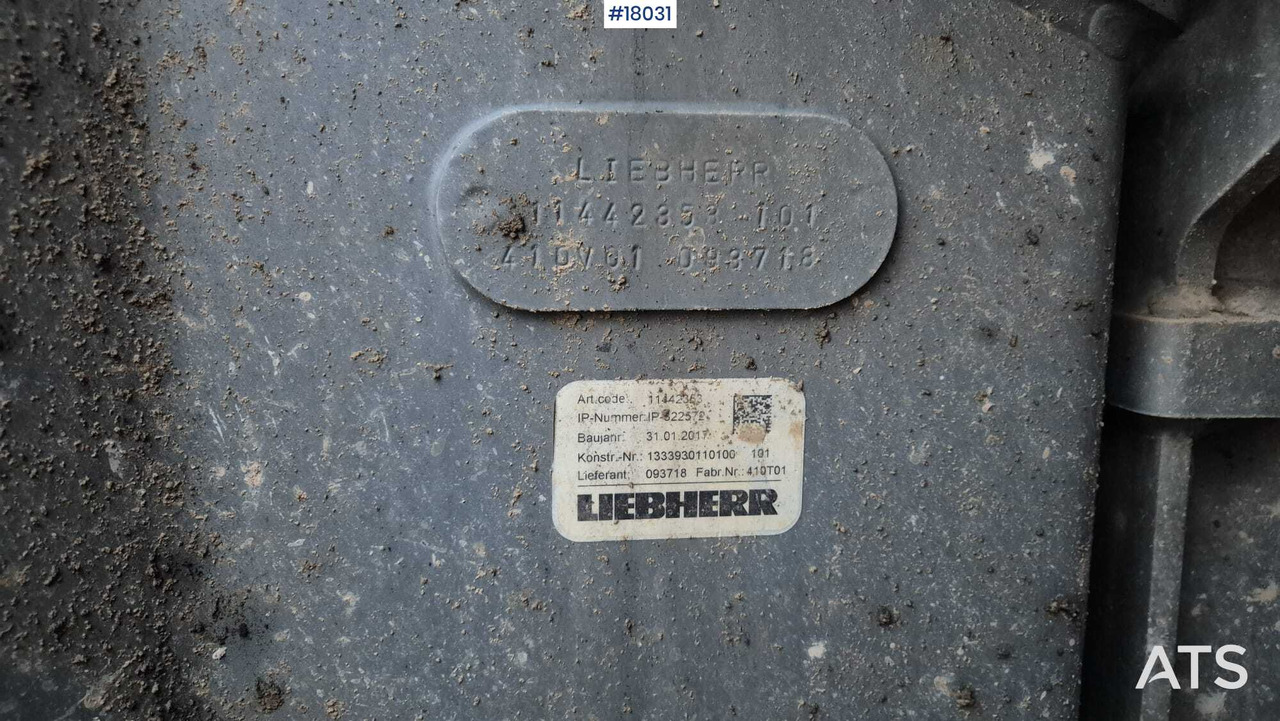 #18031
LIEBHERR
11442353 101
093718
Art.code.: 11442353
IP-Nummer:
Baujahr: 31.01.2017
Konstr.-Nr.: 1333930110100 101
Lieferant: 093718 Fabr.Nr.: 410T01
LIEBHERR
ATS